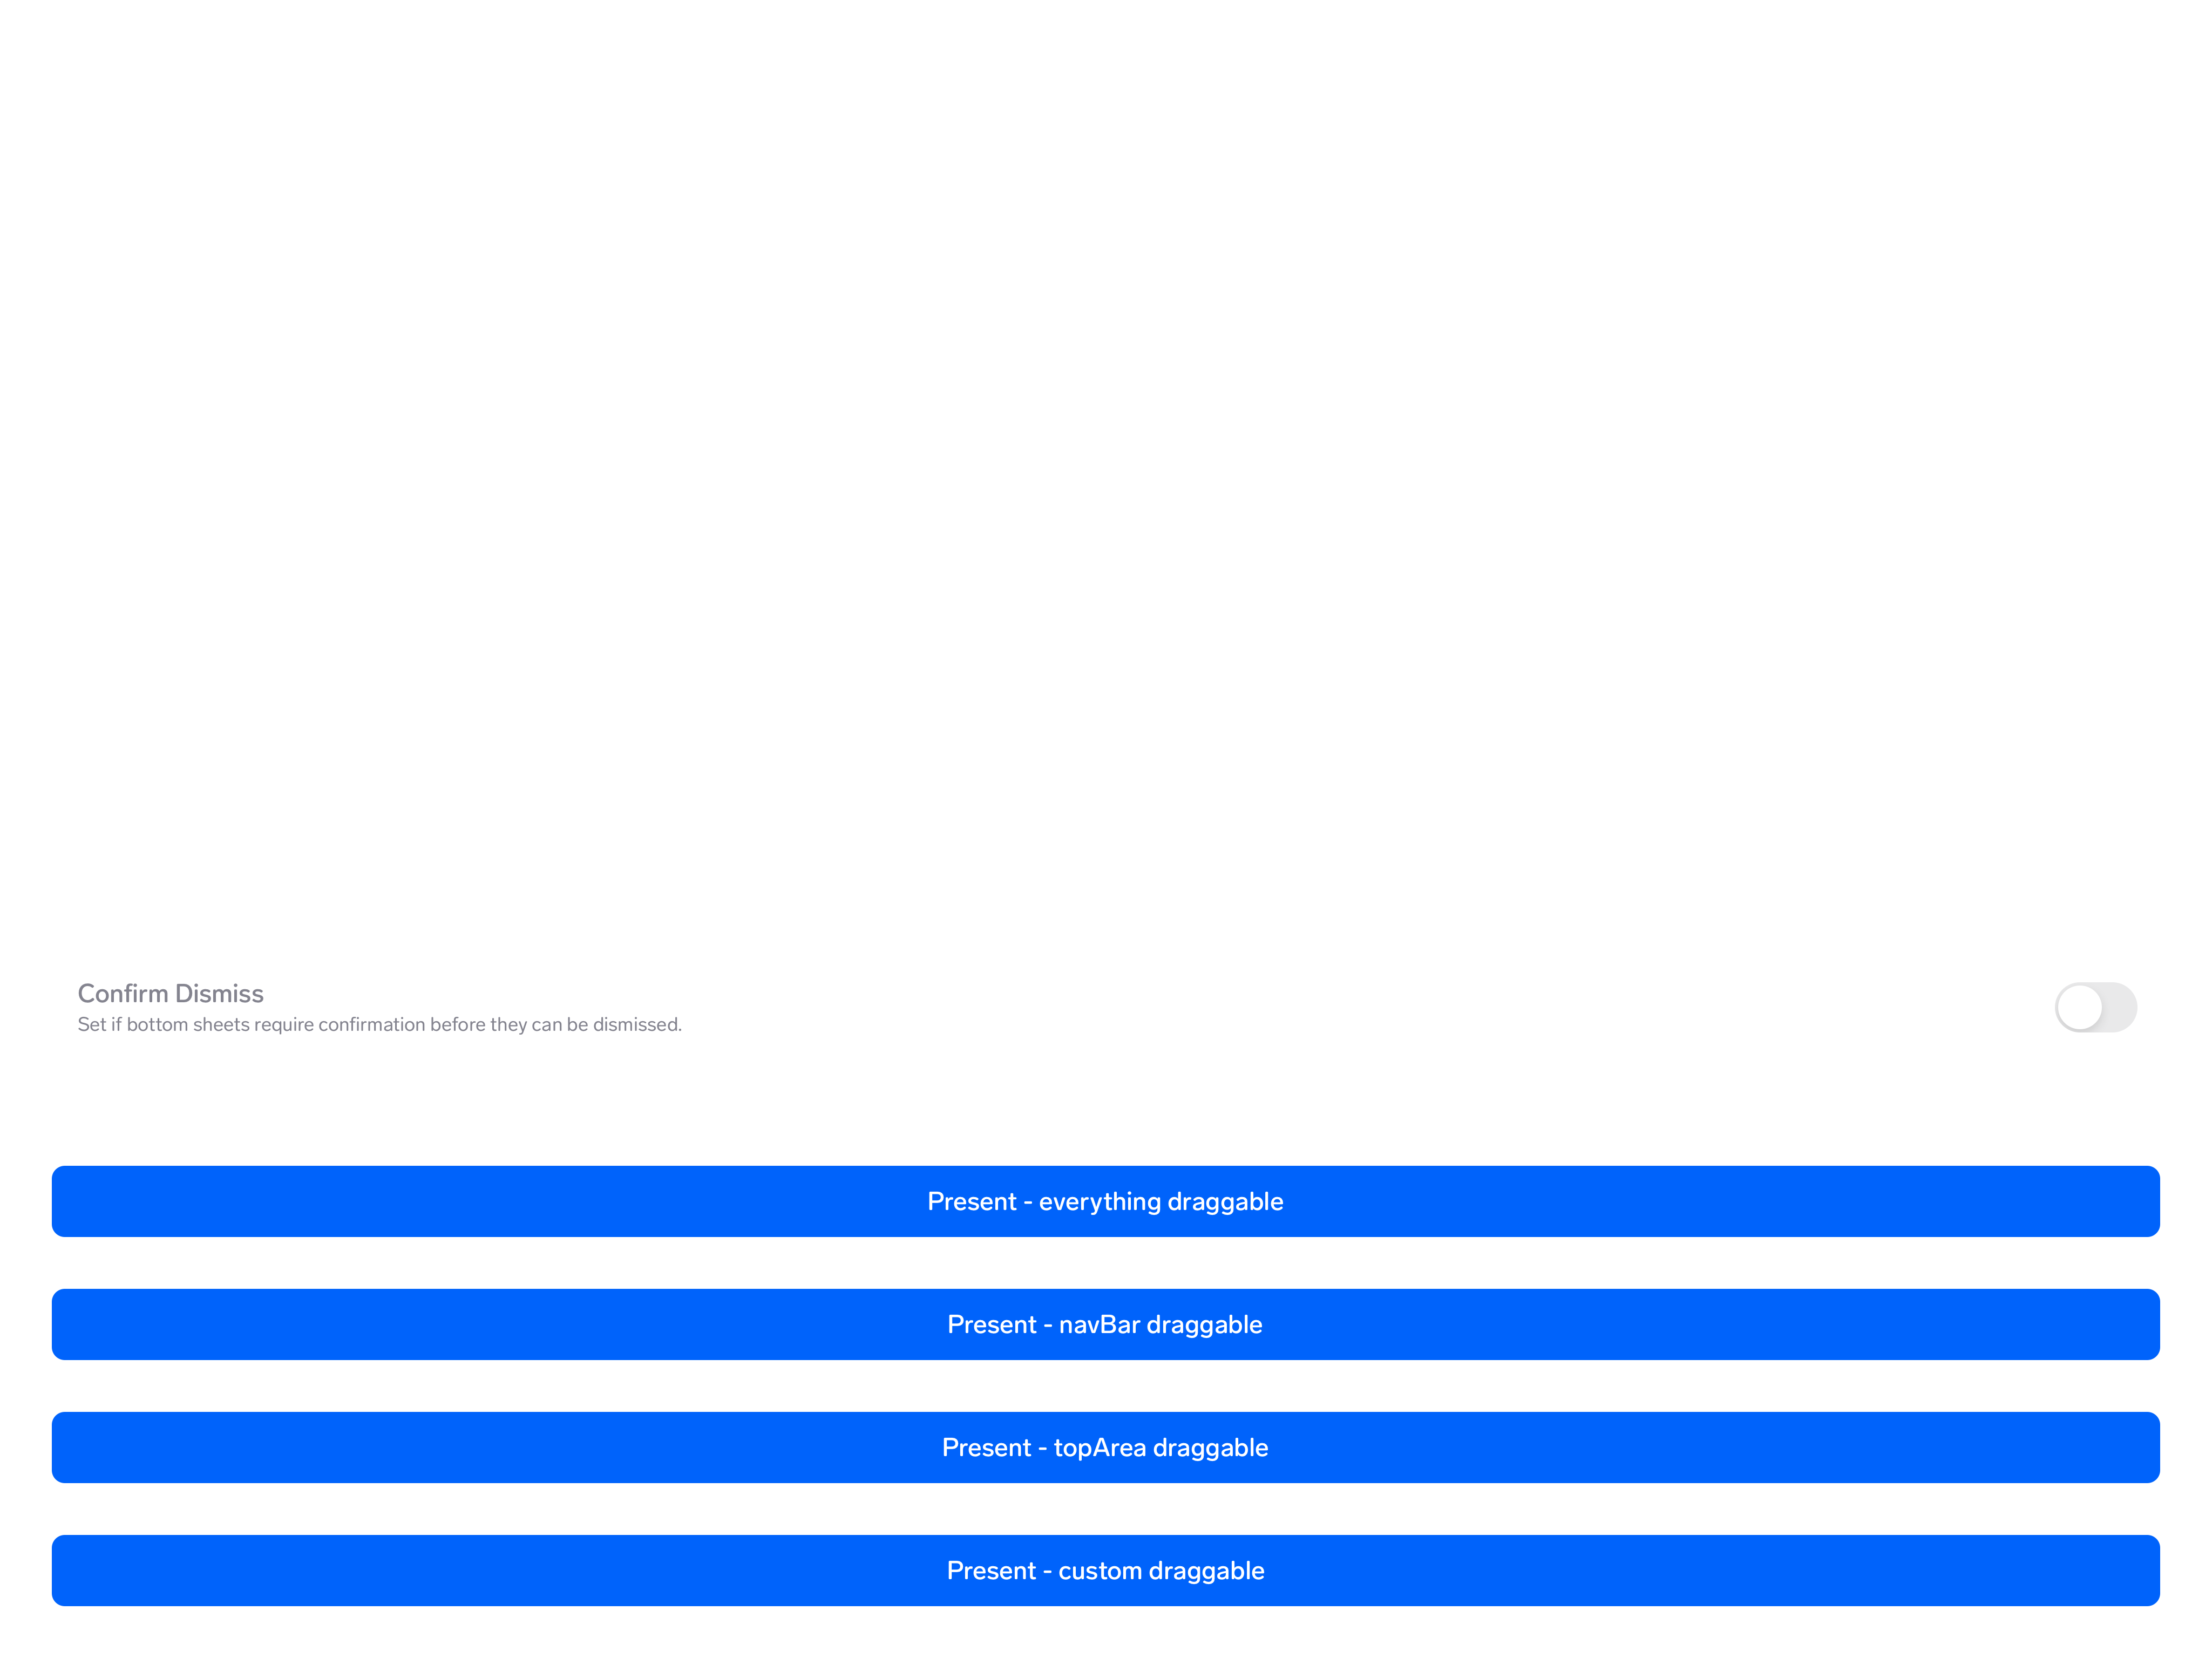 Confirm Dismiss
Set if bottom sheets require confirmation before they can be dismissed.
Present - everything draggable
Present - navBar draggable
Present - topArea draggable
Present - custom draggable